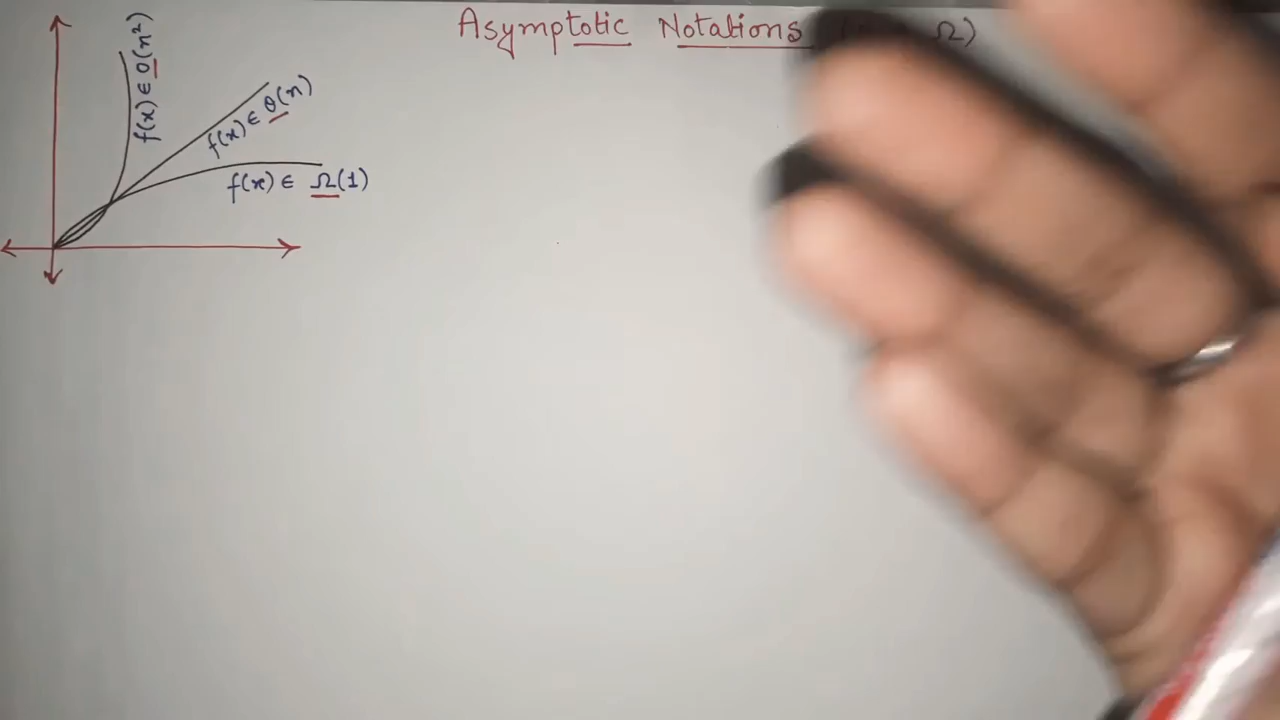 Asymptotic Notations Ω)
f(x) ∈ O(n²)
f(x) ∈ θ(n)
f(x) ∈ Ω(1)